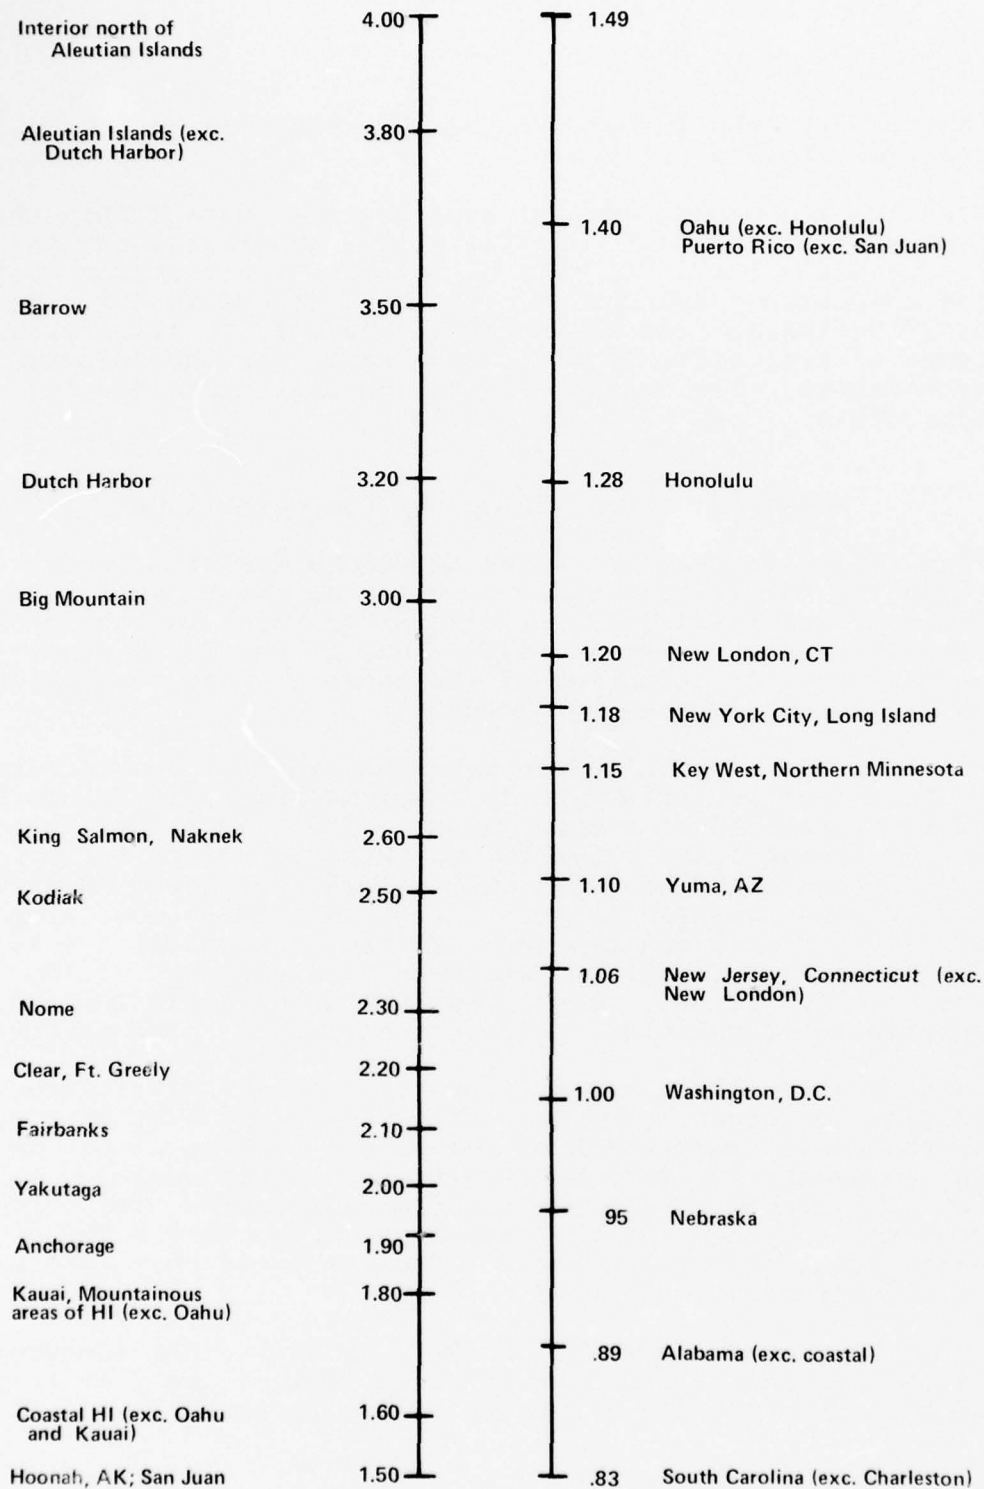 Interior north of
Aleutian Islands
4.00
Aleutian Islands (exc.
Dutch Harbor)
3.80
Barrow
3.50
Dutch Harbor
3.20
Big Mountain
3.00
King Salmon, Naknek
2.60
Kodiak
2.50
Nome
2.30
Clear, Ft. Greely
2.20
Fairbanks
2.10
Yakutaga
2.00
Anchorage
1.90
Kauai, Mountainous
areas of HI (exc. Oahu)
1.80
Coastal HI (exc. Oahu
and Kauai)
1.60
Hoonah, AK; San Juan
1.50
1.49
1.40
Oahu (exc. Honolulu)
Puerto Rico (exc. San Juan)
1.28
Honolulu
1.20
New London, CT
1.18
New York City, Long Island
1.15
Key West, Northern Minnesota
1.10
Yuma, AZ
1.06
New Jersey, Connecticut (exc.
New London)
1.00
Washington, D.C.
95
Nebraska
.89
Alabama (exc. coastal)
.83
South Carolina (exc. Charleston)